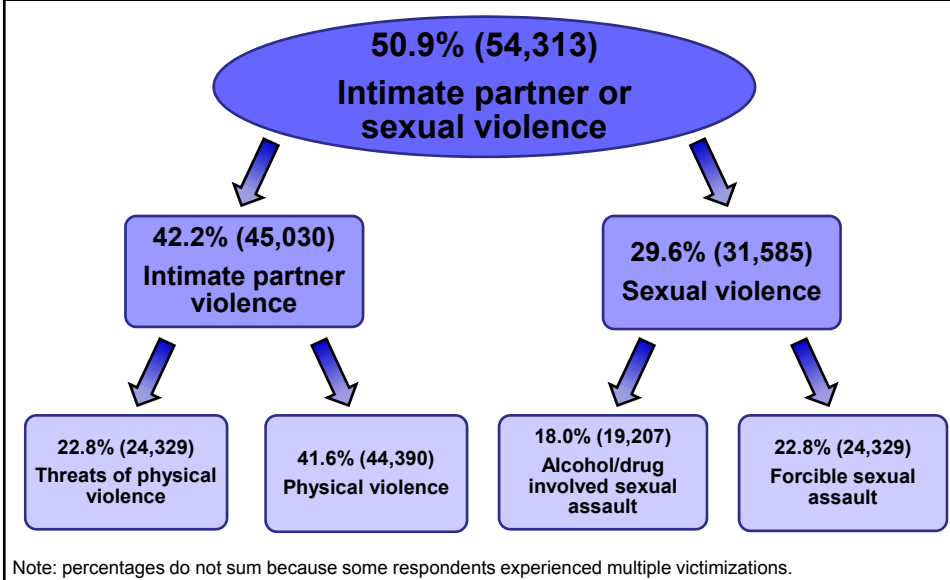 50.9% (54,313)
Intimate partner or
sexual violence
42.2% (45,030)
Intimate partner
violence
29.6% (31,585)
Sexual violence
22.8% (24,329)
Threats of physical
violence
41.6% (44,390)
Physical violence
18.0% (19,207)
Alcohol/drug
involved sexual
assault
22.8% (24,329)
Forcible sexual
assault
Note: percentages do not sum because some respondents experienced multiple victimizations.